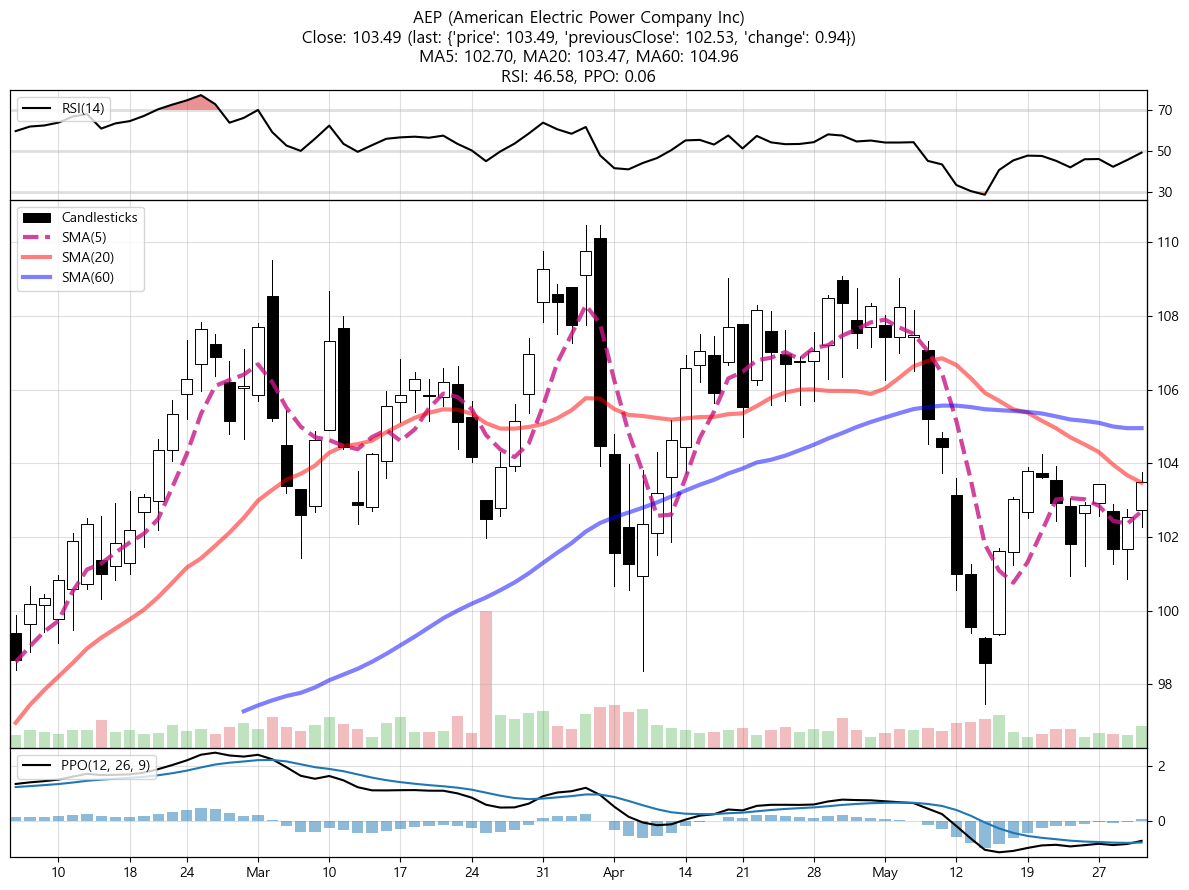 AEP (American Electric Power Company Inc)
Close: 103.49 (last: {'price': 103.49, 'previousClose': 102.53, 'change': 0.94})
MA5: 102.70, MA20: 103.47, MA60: 104.96
RSI: 46.58, PPO: 0.06
RSI(14)
70
50
30
Candlesticks
SMA(5)
SMA(20)
SMA(60)
110
108
106
104
102
100
98
PPO(12, 26, 9)
2
0
10 18 24 Mar 10 17 24 31 Apr 14 21 28 May 12 19 27